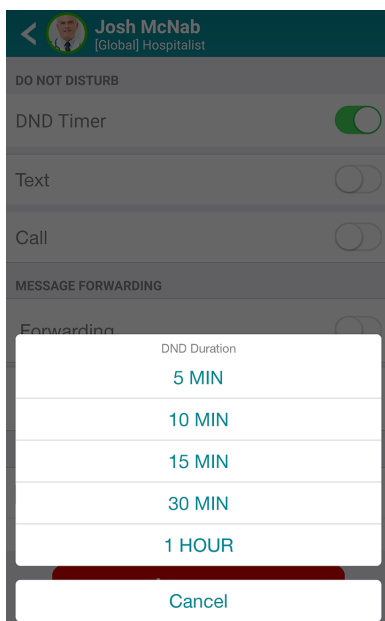 Josh McNab
[Global] Hospitalist
DO NOT DISTURB
DND Timer
Text
Call
MESSAGE FORWARDING
Forwarding
DND Duration
5 MIN
10 MIN
15 MIN
30 MIN
1 HOUR
Cancel